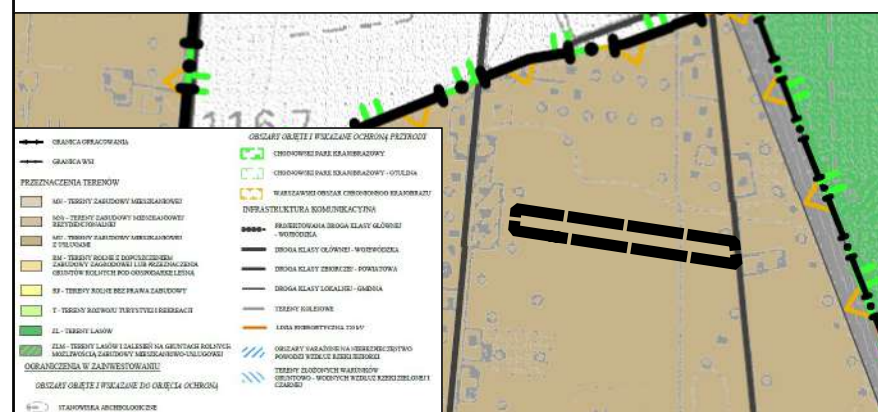 1167
GRANICA OPRACOWANIA
GRANICA WSI
PRZEZNACZENIA TERENÓW
MN - TERENY ZABUDOWY MIESZKANIOWEJ
MNR - TERENY ZABUDOWY MIESZKANIOWEJ
REZYDENCJONALNEJ
MU - TERENY ZABUDOWY MIESZKANIOWEJ
Z USŁUGAMI
RM - TERENY ROLNE Z DOPUSZCZENIEM
ZABUDOWY ZAGRODOWEJ LUB PRZEZNACZENIA
GRUNTÓW ROLNYCH POD GOSPODARKĘ LEŚNĄ
RP - TERENY ROLNE BEZ PRAWA ZABUDOWY
T - TERENY ROZWOJU TURYSTYKI I REKREACJI
ZL - TERENY LASÓW
ZLM - TERENY LASÓW I ZALESIEŃ NA GRUNTACH ROLNYCH
MOŻLIWOŚCIĄ ZABUDOWY MIESZKANIOWO-USŁUGOWEJ
OGRANICZENIA W ZAINWESTOWANIU
OBSZARY OBJĘTE I WSKAZANE DO OBJĘCIA OCHRONĄ
STANOWISKA ARCHEOLOGICZNE
OBSZARY OBJĘTE I WSKAZANE OCHRONĄ PRZYRODY
CHOJNOWSKI PARK KRAJOBRAZOWY
CHOJNOWSKI PARK KRAJOBRAZOWY - OTULINA
WARSZAWSKI OBSZAR CHRONIONEGO KRAJOBRAZU
INFRASTRUKTURA KOMUNIKACYJNA
PROJEKTOWANA DROGA KLASY GŁÓWNEJ
- WOJEWÓDZKA
DROGA KLASY GŁÓWNEJ - WOJEWÓDZKA
DROGA KLASY ZBIORCZEJ - POWIATOWA
DROGA KLASY LOKALNEJ - GMINNA
TERENY KOLEJOWE
LINIA ENERGETYCZNA 220 kV
OBSZARY NARAŻONE NA NIEBEZPIECZEŃSTWO
POWODZI WZDŁUŻ RZEKI JEZIORKI
TERENY ZŁOŻONYCH WARUNKÓW
GRUNTOWO - WODNYCH WZDŁUŻ RZEKI ZIELONEJ I
CZARNEJ